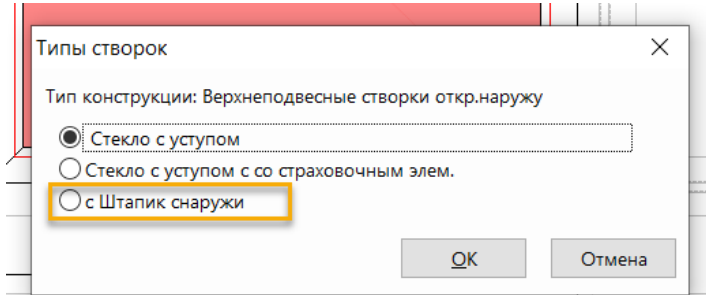 Типы створок
Тип конструкции: Верхнеподвесные створки откр.наружу
Стекло с уступом
Стекло с уступом с со страховочным элем.
с Штапик снаружи
OK
Отмена